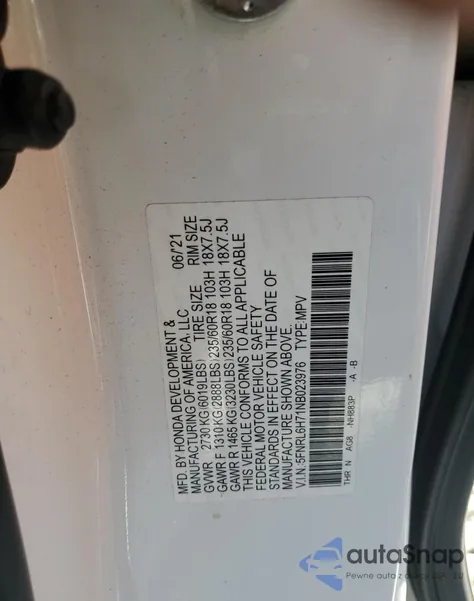 MFD. BY HONDA DEVELOPMENT &
MANUFACTURING OF AMERICA, LLC 06/21
GVWR 2730 KG(6019LBS) TIRE SIZE RIM SIZE
GAWR F 1310 KG(2888LBS)235/60R18 103H 18X7.5J
GAWR R 1465 KG(3230LBS)235/60R18 103H 18X7.5J
THIS VEHICLE CONFORMS TO ALL APPLICABLE
FEDERAL MOTOR VEHICLE SAFETY
STANDARDS IN EFFECT ON THE DATE OF
MANUFACTURE SHOWN ABOVE.
V.I.N.:5FNRL6H71NB023976 TYPE:MPV
THR N AG8 -NH883P -A -B
autoSnap
Pewne auto z